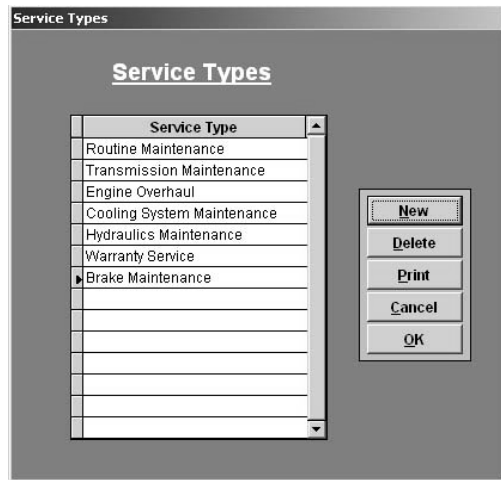 Service Types
Service Types
Service Type
Routine Maintenance
Transmission Maintenance
Engine Overhaul
Cooling System Maintenance
Hydraulics Maintenance
Warranty Service
Brake Maintenance
New
Delete
Print
Cancel
OK